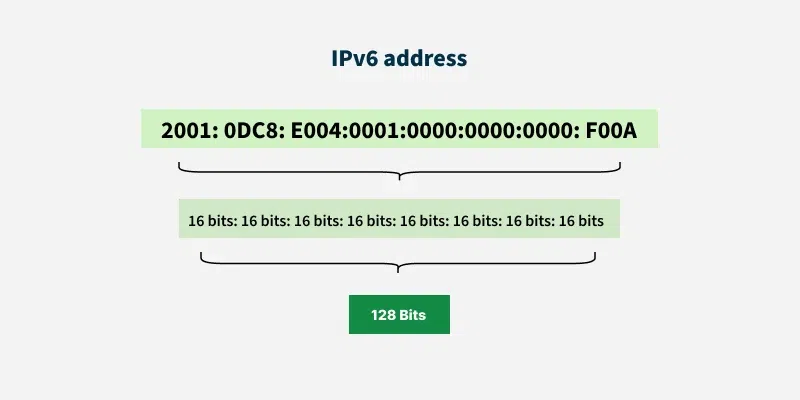 IPv6 address
2001: 0DC8: E004:0001:0000:0000:0000: F00A
16 bits: 16 bits: 16 bits: 16 bits: 16 bits: 16 bits: 16 bits: 16 bits
128 Bits